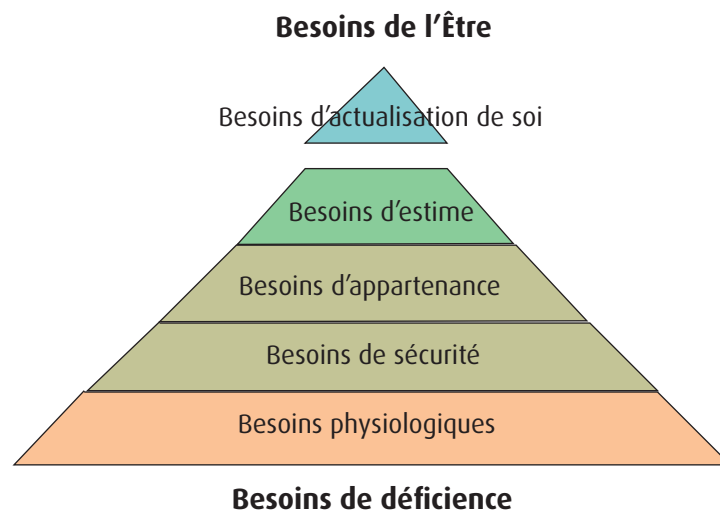 Besoins de l’Être
Besoins d’actualisation de soi
Besoins d’estime
Besoins d’appartenance
Besoins de sécurité
Besoins physiologiques
Besoins de déficience